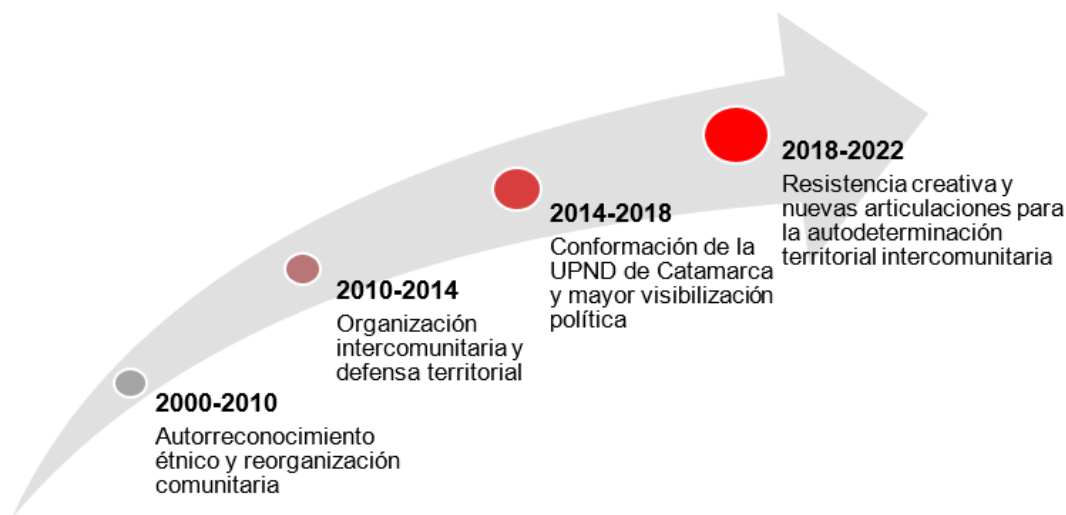 2000-2010
Autorreconocimiento
étnico y reorganización
comunitaria
2010-2014
Organización
intercomunitaria y
defensa territorial
2014-2018
Conformación de la
UPND de Catamarca
y mayor visibilización
política
2018-2022
Resistencia creativa y
nuevas articulaciones para
la autodeterminación
territorial intercomunitaria